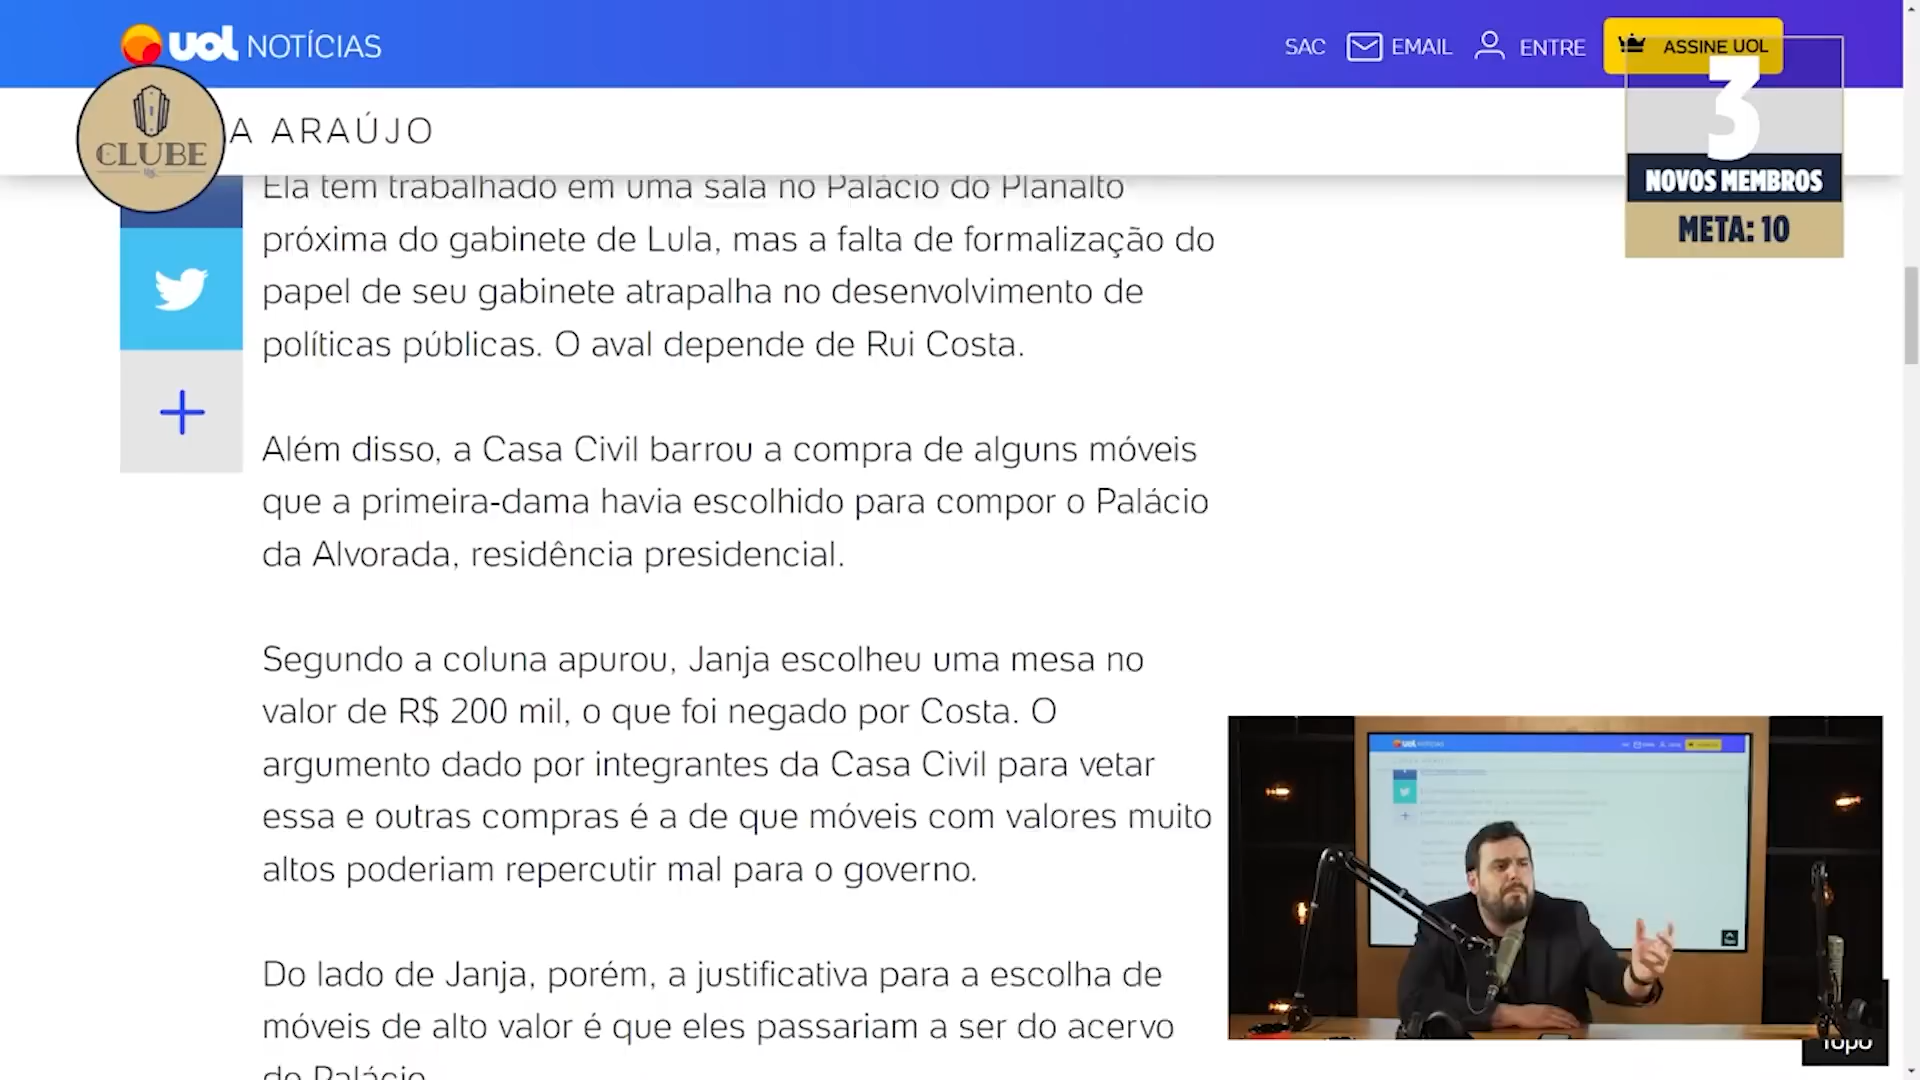 uol NOTÍCIAS
SAC
EMAIL
ENTRE
ASSINE UOL
CLUBE
A ARAÚJO
3
NOVOS MEMBROS
META: 10
Ela tem trabalhado em uma sala no Palácio do Planalto
próxima do gabinete de Lula, mas a falta de formalização do
papel de seu gabinete atrapalha no desenvolvimento de
políticas públicas. O aval depende de Rui Costa.
Além disso, a Casa Civil barrou a compra de alguns móveis
que a primeira-dama havia escolhido para compor o Palácio
da Alvorada, residência presidencial.
Segundo a coluna apurou, Janja escolheu uma mesa no
valor de R$ 200 mil, o que foi negado por Costa. O
argumento dado por integrantes da Casa Civil para vetar
essa e outras compras é a de que móveis com valores muito
altos poderiam repercutir mal para o governo.
Do lado de Janja, porém, a justificativa para a escolha de
móveis de alto valor é que eles passariam a ser do acervo
do Palácio.
Topo